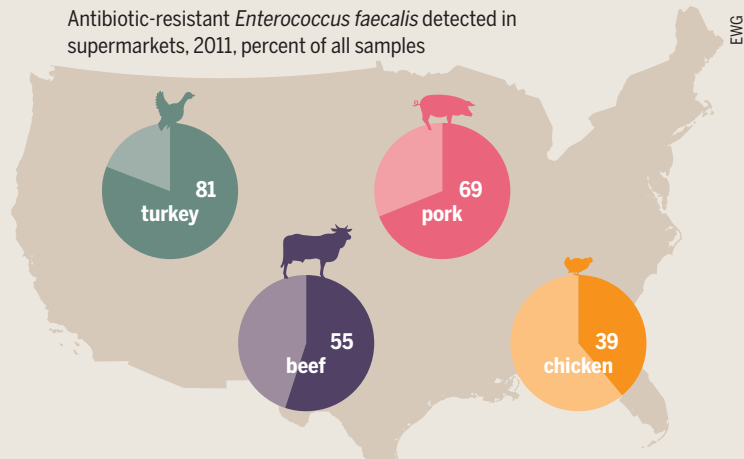 Antibiotic-resistant Enterococcus faecalis detected in
supermarkets, 2011, percent of all samples
EWG
81
turkey
69
pork
55
beef
39
chicken